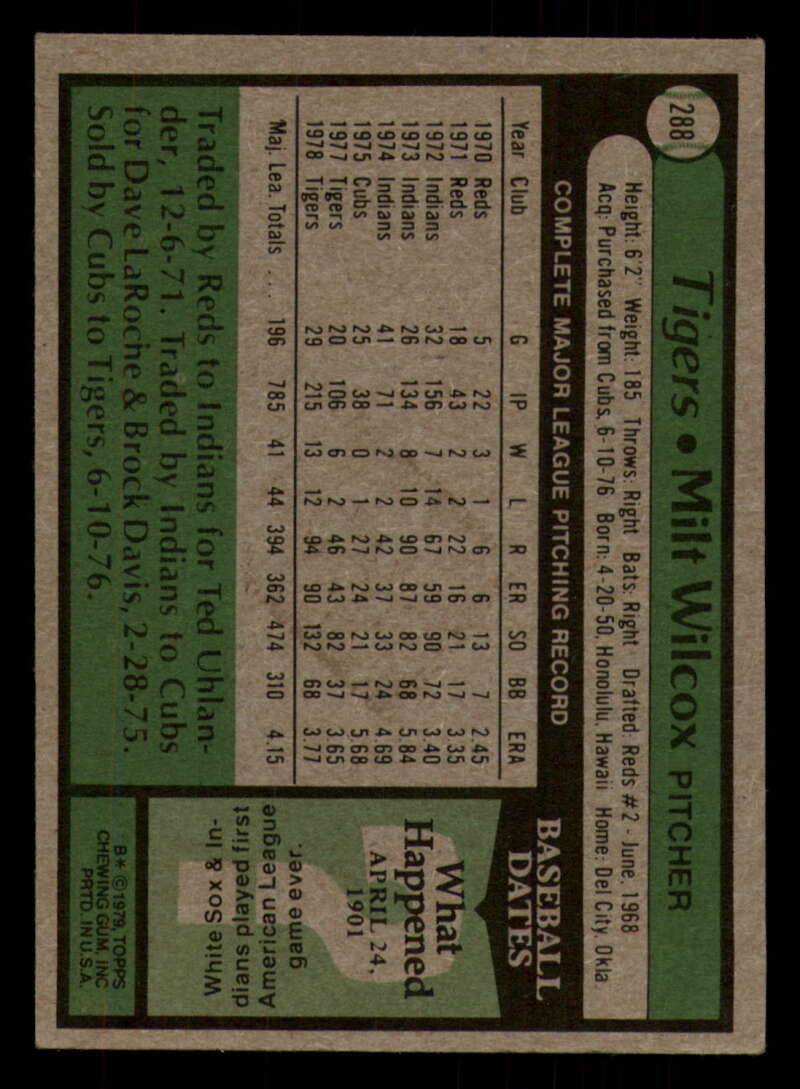 288
Tigers • Milt Wilcox PITCHER
Height: 6'2" Weight: 185 Throws: Right Bats: Right Drafted: Reds #2 - June, 1968
Acq: Purchased from Cubs, 6-10-76 Born: 4-20-50, Honolulu, Hawaii Home: Del City, Okla
COMPLETE MAJOR LEAGUE PITCHING RECORD
Year Club G IP W L R ER SO BB ERA
1970 Reds 5 22 3 1 6 6 13 7 2.45
1971 Reds 18 43 2 2 22 16 21 17 3.35
1972 Indians 32 156 7 14 67 59 90 72 3.40
1973 Indians 26 134 8 10 90 87 82 68 5.84
1974 Indians 41 71 2 2 42 37 33 24 4.69
1975 Cubs 25 38 0 1 27 24 21 17 5.68
1977 Tigers 20 106 6 2 46 43 82 37 3.65
1978 Tigers 29 215 13 12 94 90 132 68 3.77
Maj. Lea. Totals . . . 196 785 41 44 394 362 474 310 4.15
Traded by Reds to Indians for Ted Uhlan-
der, 12-6-71. Traded by Indians to Cubs
for Dave LaRoche & Brock Davis, 2-28-75.
Sold by Cubs to Tigers, 6-10-76.
BASEBALL
DATES
What
Happened
APRIL 24,
1901
White Sox & In-
dians played first
American League
game ever.
B* ©1979, TOPPS
CHEWING GUM, INC
PRTD. IN U.S.A.